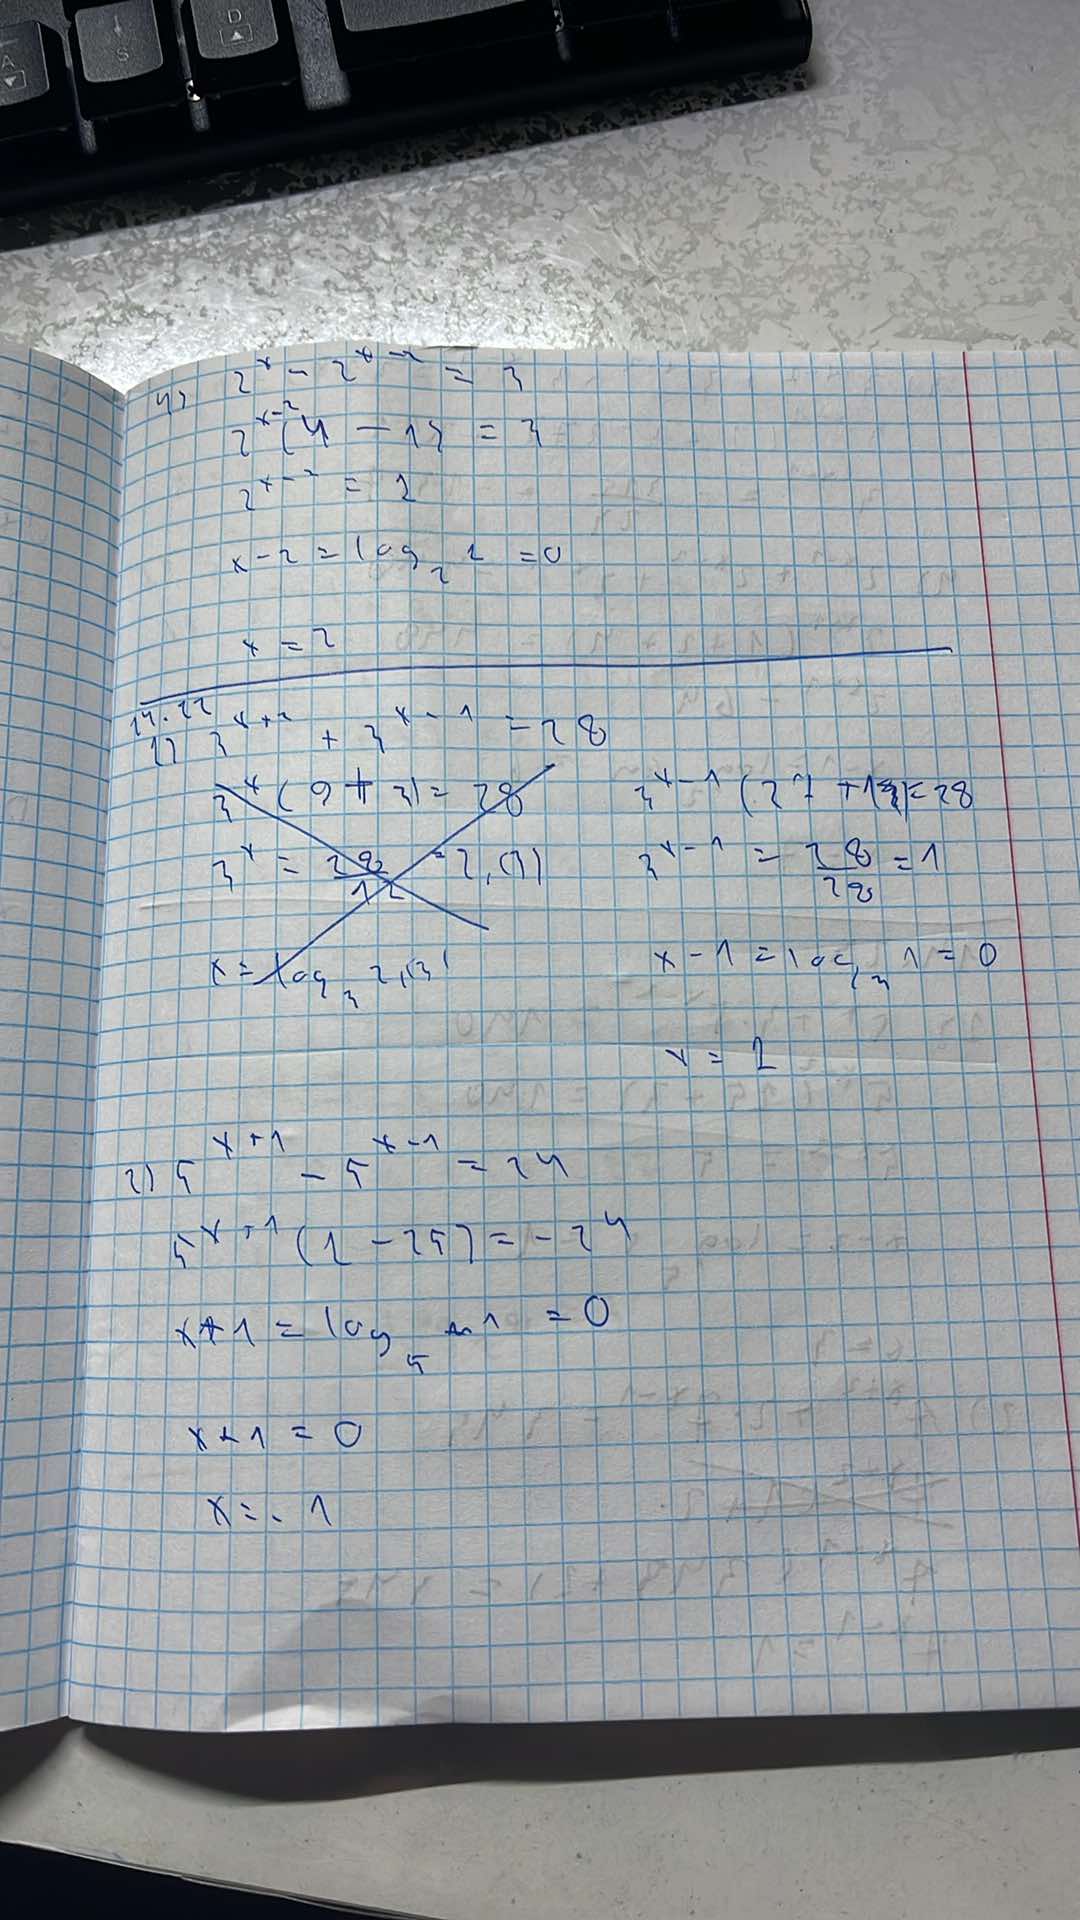 A
S
D
4) 2^x - 2^{x-2} = 3
2^{x-2}(4 - 1) = 3
2^{x-2} = 1
x - 2 = log_2 1 = 0
x = 2
14.22
1) 3^{x+2} + 3^{x-1} = 28
3^x (9 + 3) = 28
3^x = 28/12 = 2,(3)
x = log_3 2,(3)
3^{x-1} (27 + 1) = 28
3^{x-1} = 28/28 = 1
x - 1 = log_3 1 = 0
x = 1
2) 5^{x+1} - 5^{x-1} = 24
5^{x+1} (1 - 25) = -24
x + 1 = log_5 1 = 0
x + 1 = 0
x = -1